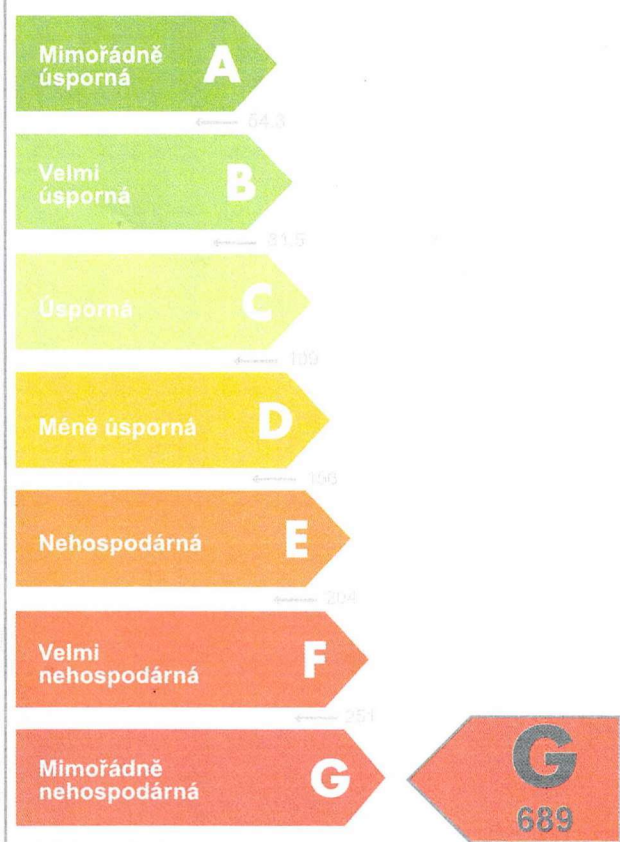 Mimořádně
úsporná
A
54.3
Velmi
úsporná
B
81.5
Úsporná
C
109
Méně úsporná
D
Nehospodárná
E
204
Velmi
nehospodárná
F
251
Mimořádně
nehospodárná
G
G
689